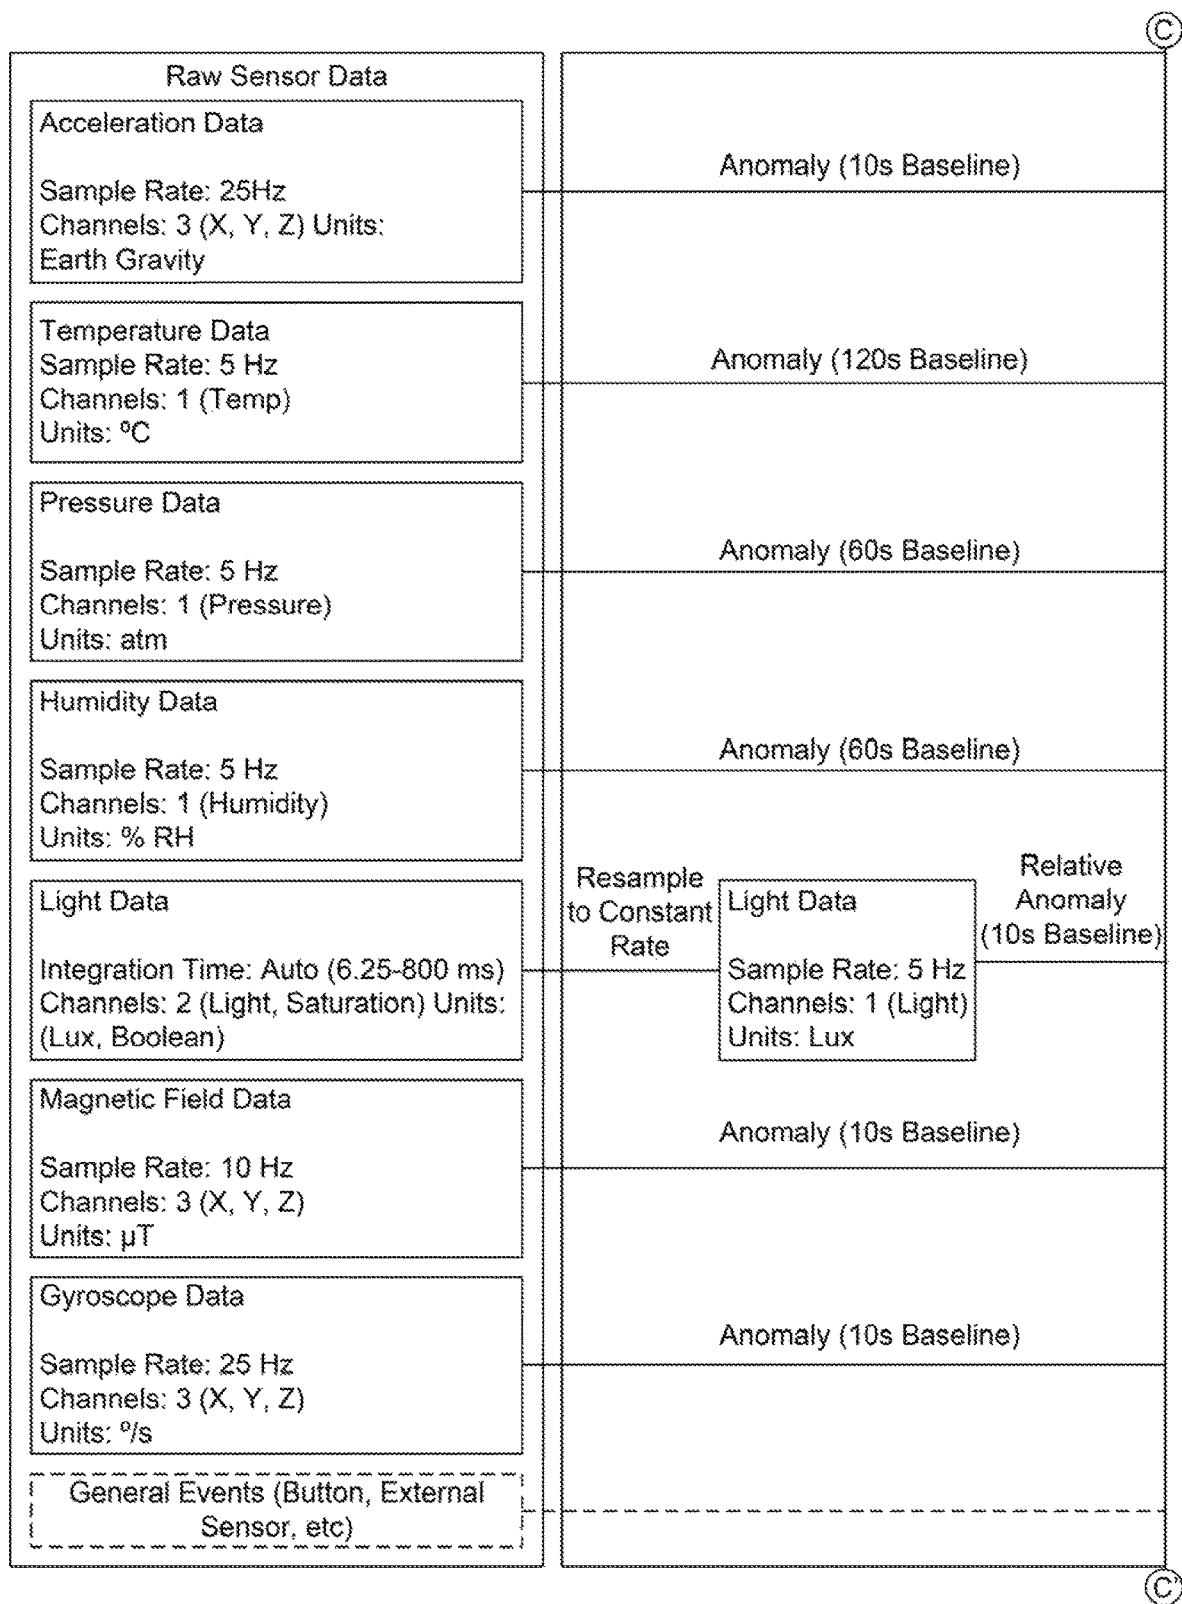 C
Raw Sensor Data
Acceleration Data
Sample Rate: 25Hz
Channels: 3 (X, Y, Z) Units:
Earth Gravity
Anomaly (10s Baseline)
Temperature Data
Sample Rate: 5 Hz
Channels: 1 (Temp)
Units: ºC
Anomaly (120s Baseline)
Pressure Data
Sample Rate: 5 Hz
Channels: 1 (Pressure)
Units: atm
Anomaly (60s Baseline)
Humidity Data
Sample Rate: 5 Hz
Channels: 1 (Humidity)
Units: % RH
Anomaly (60s Baseline)
Light Data
Integration Time: Auto (6.25-800 ms)
Channels: 2 (Light, Saturation) Units:
(Lux, Boolean)
Resample
to Constant
Rate
Light Data
Sample Rate: 5 Hz
Channels: 1 (Light)
Units: Lux
Relative
Anomaly
(10s Baseline)
Magnetic Field Data
Sample Rate: 10 Hz
Channels: 3 (X, Y, Z)
Units: µT
Anomaly (10s Baseline)
Gyroscope Data
Sample Rate: 25 Hz
Channels: 3 (X, Y, Z)
Units: º/s
Anomaly (10s Baseline)
General Events (Button, External
Sensor, etc)
C'